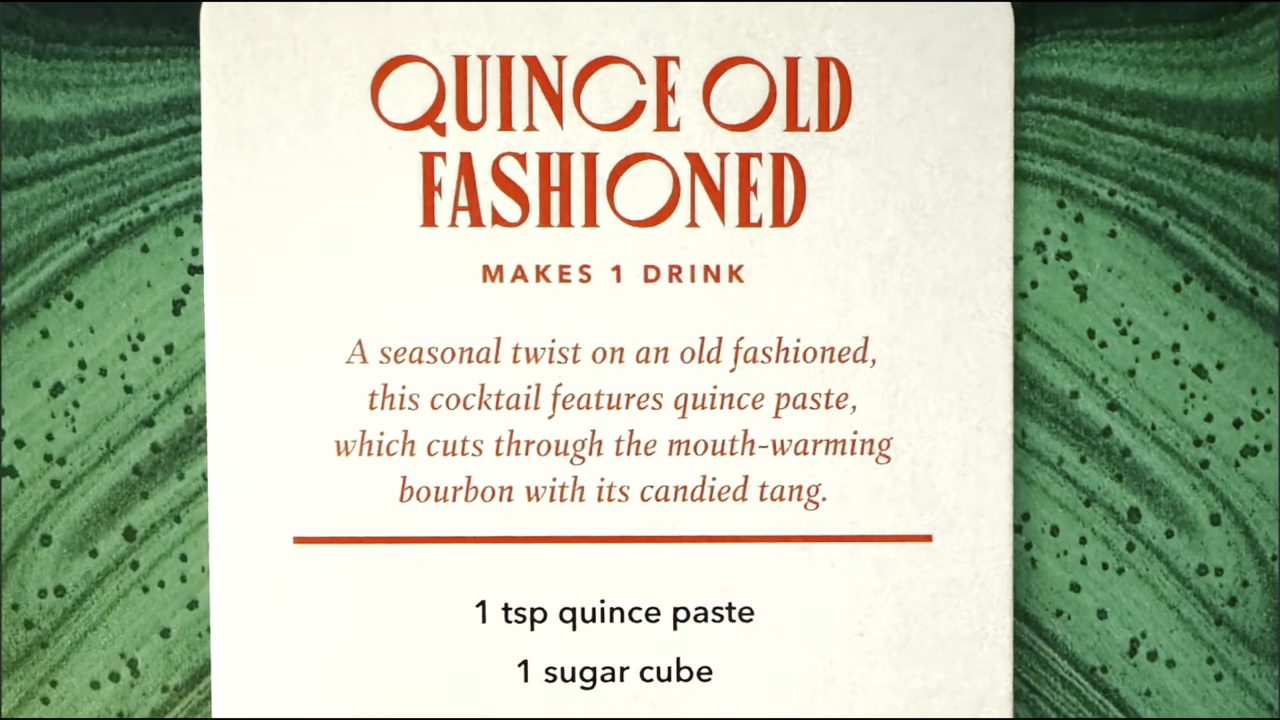 QUINCE OLD
FASHIONED
MAKES 1 DRINK
A seasonal twist on an old fashioned,
this cocktail features quince paste,
which cuts through the mouth-warming
bourbon with its candied tang.
1 tsp quince paste
1 sugar cube